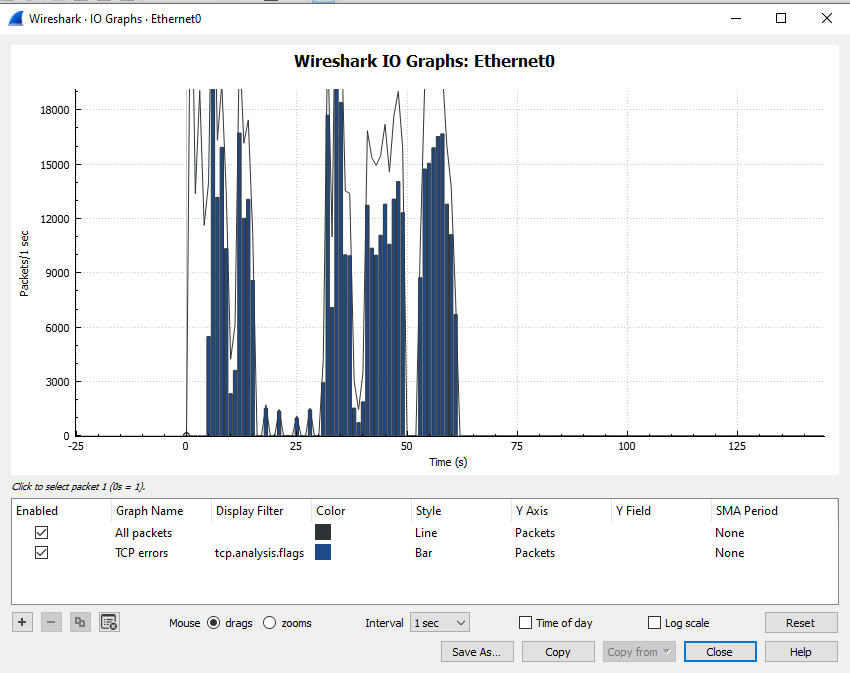 Wireshark · IO Graphs · Ethernet0
Wireshark IO Graphs: Ethernet0
Packets/1 sec
18000
15000
12000
9000
6000
3000
0
-25 0 25 50 75 100 125
Time (s)
Click to select packet 1 (0s = 1).
Enabled Graph Name Display Filter Color Style Y Axis Y Field SMA Period
All packets Line Packets None
TCP errors tcp.analysis.flags Bar Packets None
+ − Mouse drags zooms Interval 1 sec Time of day Log scale Reset
Save As... Copy Copy from Close Help